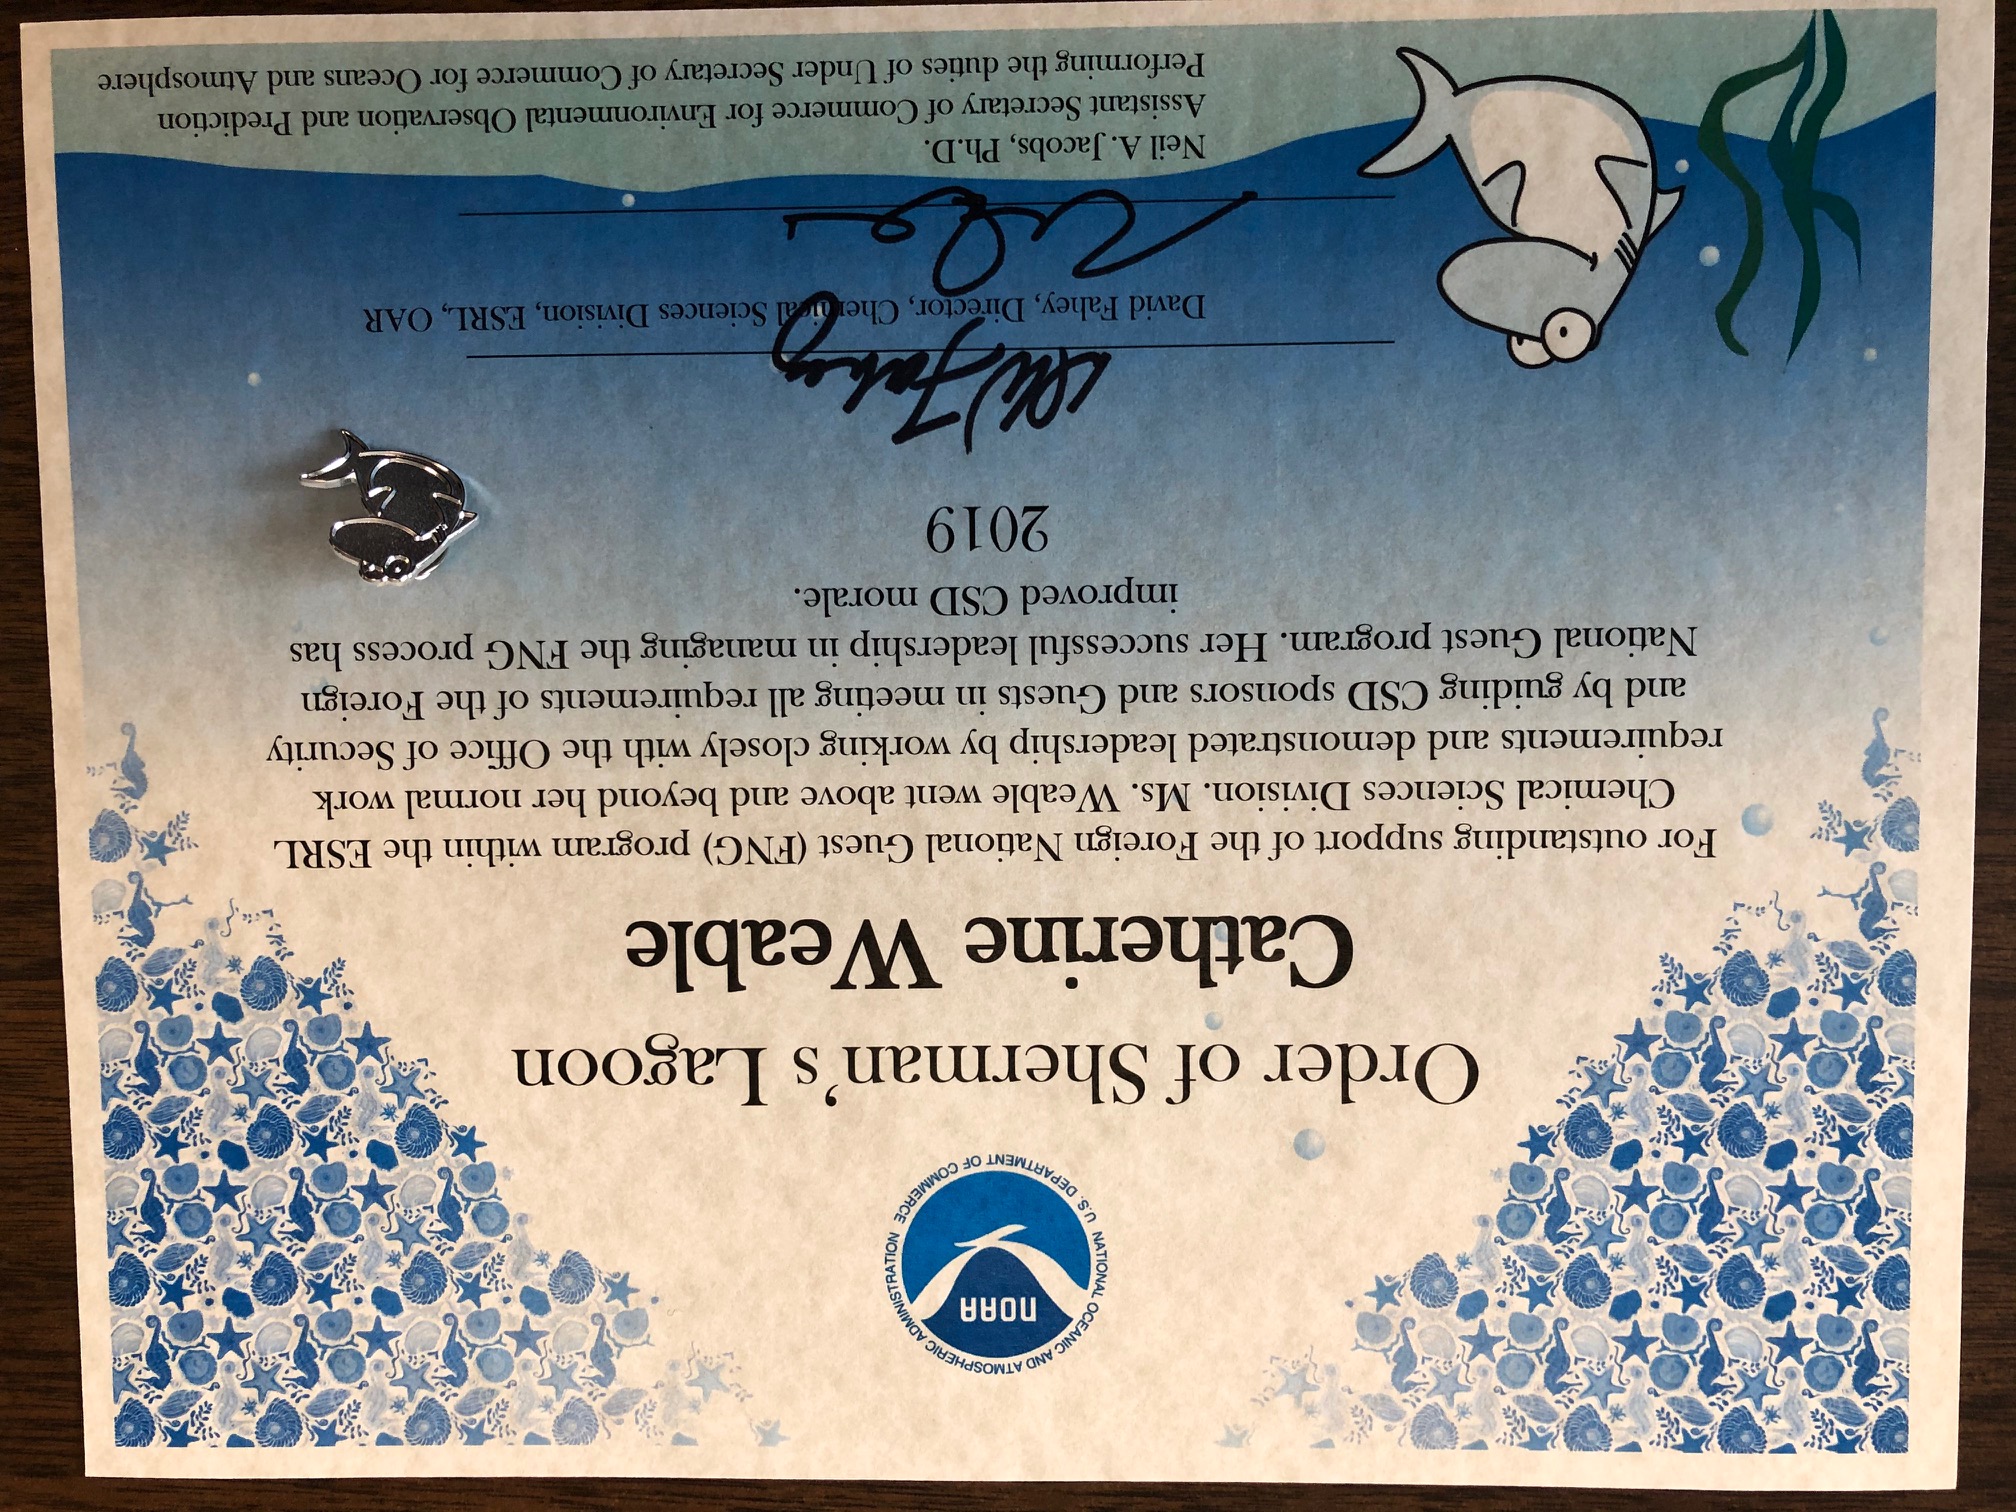 NATIONAL OCEANIC AND ATMOSPHERIC ADMINISTRATION
U.S. DEPARTMENT OF COMMERCE
noaa
Order of Sherman's Lagoon
Catherine Weable
For outstanding support of the Foreign National Guest (FNG) program within the ESRL
Chemical Sciences Division. Ms. Weable went above and beyond her normal work
requirements and demonstrated leadership by working closely with the Office of Security
and by guiding CSD sponsors and Guests in meeting all requirements of the Foreign
National Guest program. Her successful leadership in managing the FNG process has
improved CSD morale.
2019
DW Fahey
David Fahey, Director, Chemical Sciences Division, ESRL, OAR
Neil A. Jacobs, Ph.D.
Assistant Secretary of Commerce for Environmental Observation and Prediction
Performing the duties of Under Secretary of Commerce for Oceans and Atmosphere